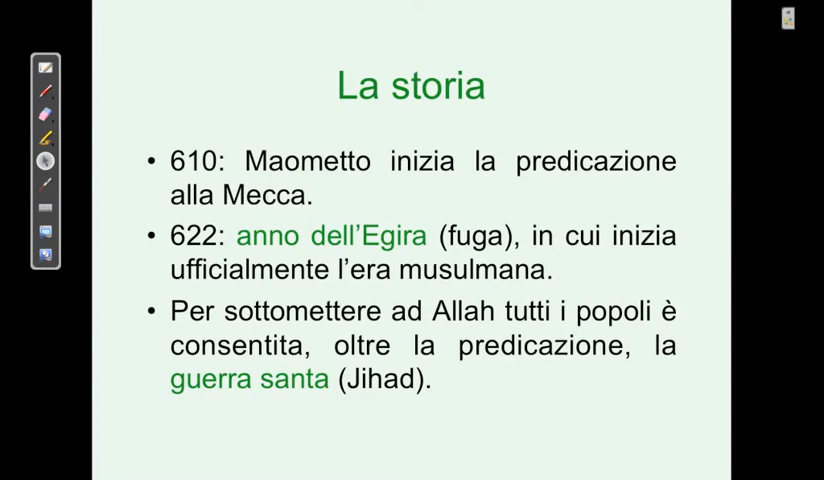 La storia
• 610: Maometto inizia la predicazione
alla Mecca.
• 622: anno dell’Egira (fuga), in cui inizia
ufficialmente l’era musulmana.
• Per sottomettere ad Allah tutti i popoli è
consentita, oltre la predicazione, la
guerra santa (Jihad).